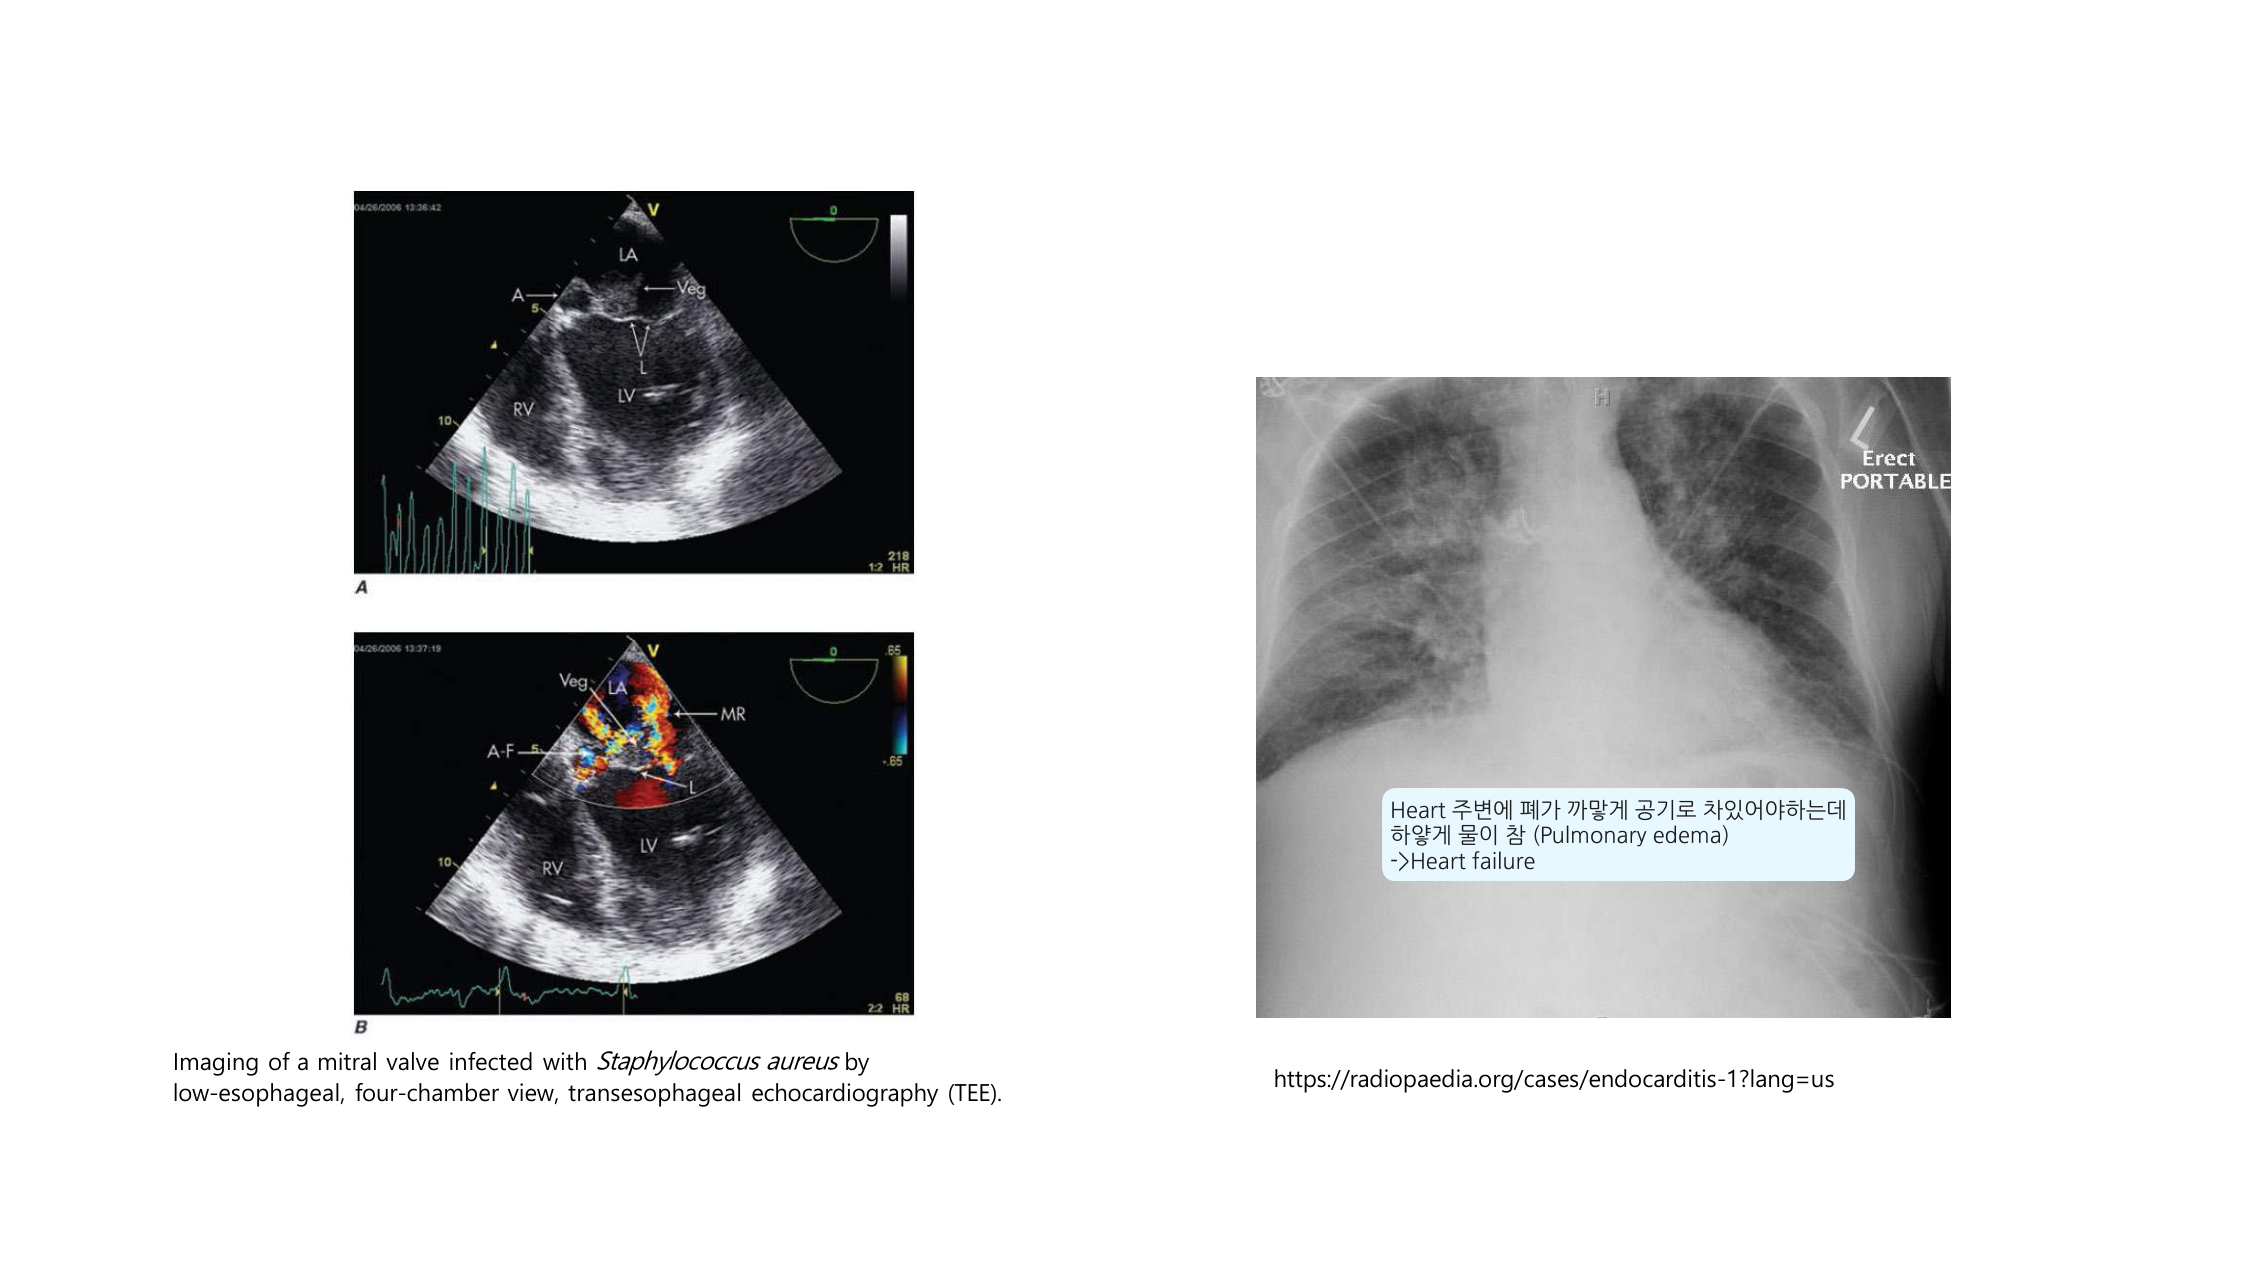 04/26/2006 13:36:42
V
0
LA
A
Veg
5
L
LV
RV
10
218
1:2 HR
A
04/26/2006 13:37:19
V
0
.65
Veg
LA
MR
A-F
5
-.65
L
LV
RV
10
68
2:2 HR
B
Imaging of a mitral valve infected with Staphylococcus aureus by
low-esophageal, four-chamber view, transesophageal echocardiography (TEE).
H
Erect
PORTABLE
Heart 주변에 폐가 까맣게 공기로 차있어야하는데
하얗게 물이 참 (Pulmonary edema)
->Heart failure
https://radiopaedia.org/cases/endocarditis-1?lang=us